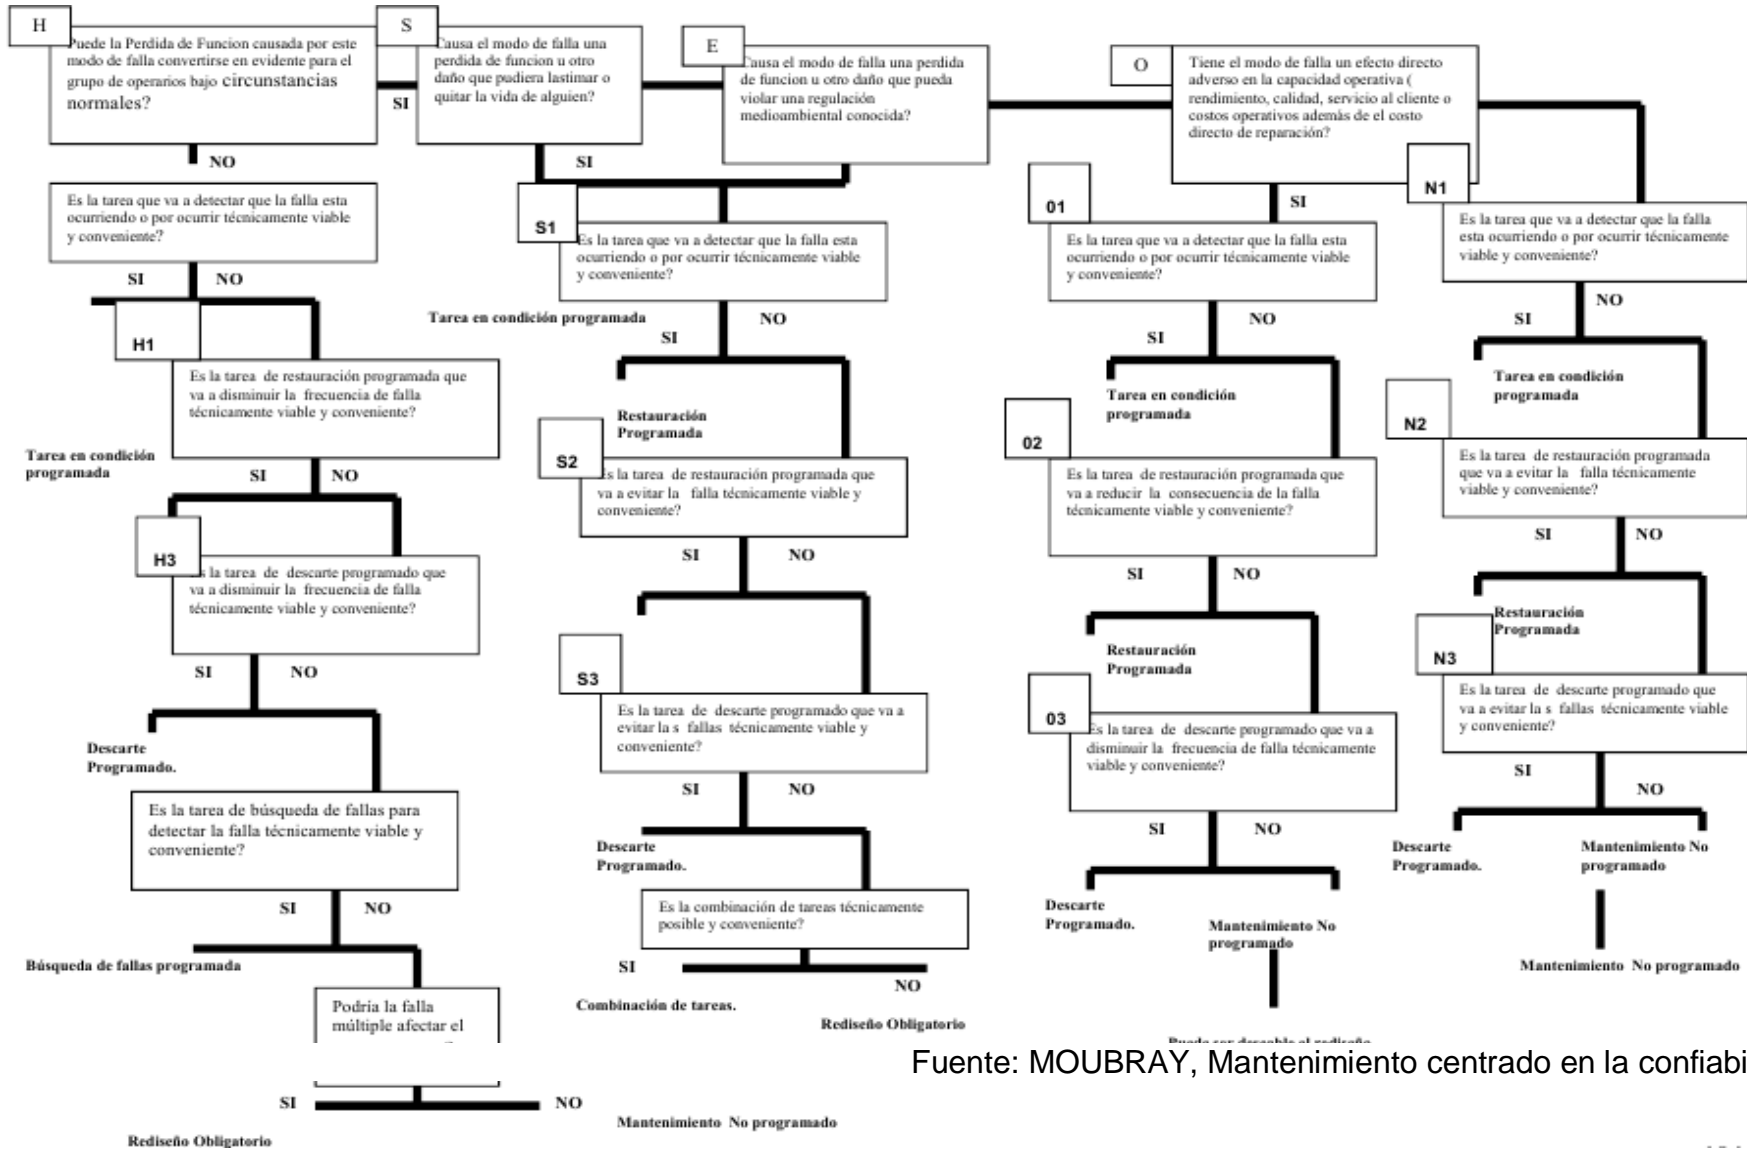 H
Puede la Perdida de Funcion causada por este
modo de falla convertirse en evidente para el
grupo de operarios bajo circunstancias
normales?
SI
NO
S
Causa el modo de falla una
perdida de funcion u otro
daño que pudiera lastimar o
quitar la vida de alguien?
SI
E
Causa el modo de falla una perdida
de funcion u otro daño que pueda
violar una regulación
medioambiental conocida?
O
Tiene el modo de falla un efecto directo
adverso en la capacidad operativa (
rendimiento, calidad, servicio al cliente o
costos operativos además de el costo
directo de reparación?
SI
Es la tarea que va a detectar que la falla esta
ocurriendo o por ocurrir técnicamente viable
y conveniente?
SI
NO
H1
Es la tarea de restauración programada que
va a disminuir la frecuencia de falla
técnicamente viable y conveniente?
Tarea en condición
programada
SI
NO
H3
Es la tarea de descarte programado que
va a disminuir la frecuencia de falla
técnicamente viable y conveniente?
SI
NO
Descarte
Programado.
Es la tarea de búsqueda de fallas para
detectar la falla técnicamente viable y
conveniente?
SI
NO
Búsqueda de fallas programada
Podría la falla
múltiple afectar el
SI
NO
Rediseño Obligatorio
Mantenimiento No programado
S1
Es la tarea que va a detectar que la falla esta
ocurriendo o por ocurrir técnicamente viable
y conveniente?
Tarea en condición programada
SI
NO
Restauración
Programada
S2
Es la tarea de restauración programada que
va a evitar la falla técnicamente viable y
conveniente?
SI
NO
S3
Es la tarea de descarte programado que va a
evitar la s fallas técnicamente viable y
conveniente?
SI
NO
Descarte
Programado.
Es la combinación de tareas técnicamente
posible y conveniente?
SI
NO
Combinación de tareas.
Rediseño Obligatorio
01
Es la tarea que va a detectar que la falla esta
ocurriendo o por ocurrir técnicamente viable
y conveniente?
SI
NO
Tarea en condición
programada
02
Es la tarea de restauración programada que
va a reducir la consecuencia de la falla
técnicamente viable y conveniente?
SI
NO
Restauración
Programada
03
Es la tarea de descarte programado que va a
disminuir la frecuencia de falla técnicamente
viable y conveniente?
SI
NO
Descarte
Programado.
Mantenimiento No
programado
Puede ser deseable el rediseño
N1
Es la tarea que va a detectar que la falla
esta ocurriendo o por ocurrir técnicamente
viable y conveniente?
SI
NO
Tarea en condición
programada
N2
Es la tarea de restauración programada
que va a evitar la falla técnicamente
viable y conveniente?
SI
NO
Restauración
Programada
N3
Es la tarea de descarte programado que
va a evitar la s fallas técnicamente viable
y conveniente?
SI
NO
Descarte
Programado.
Mantenimiento No
programado
Mantenimiento No programado
Fuente: MOUBRAY, Mantenimiento centrado en la confiabi